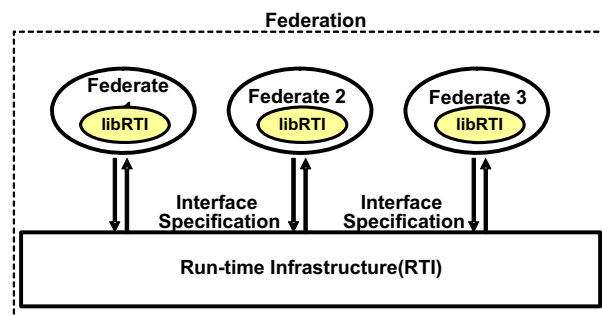 Federation
Federate
libRTI
Federate 2
libRTI
Federate 3
libRTI
Interface
Specification
Interface
Specification
Run-time Infrastructure(RTI)